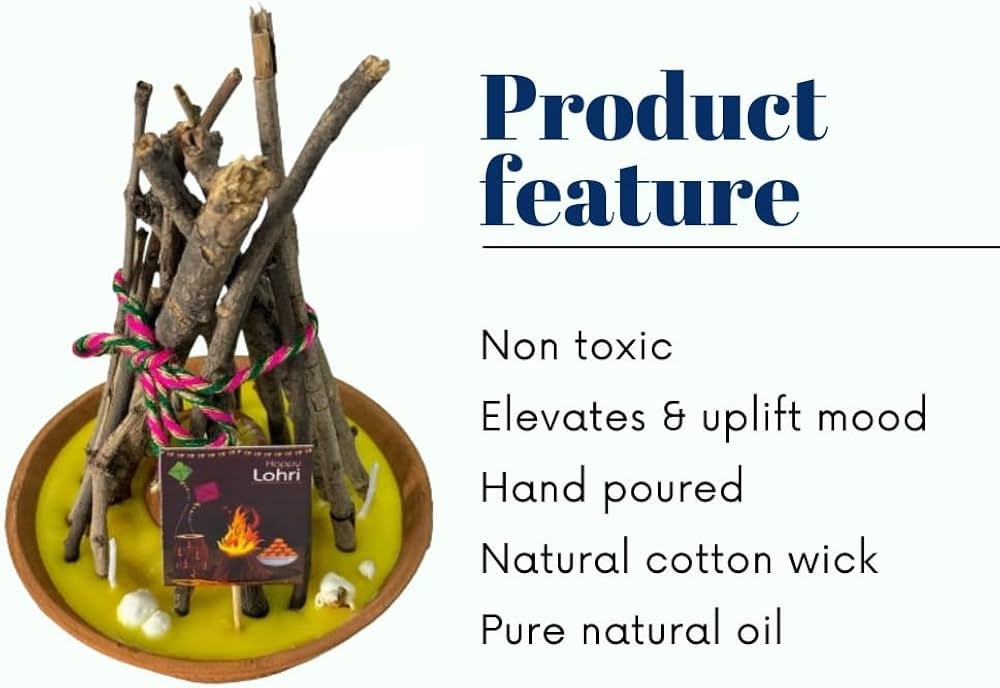 Product
feature
Non toxic
Elevates & uplift mood
Hand poured
Natural cotton wick
Pure natural oil
Happy
Lohri